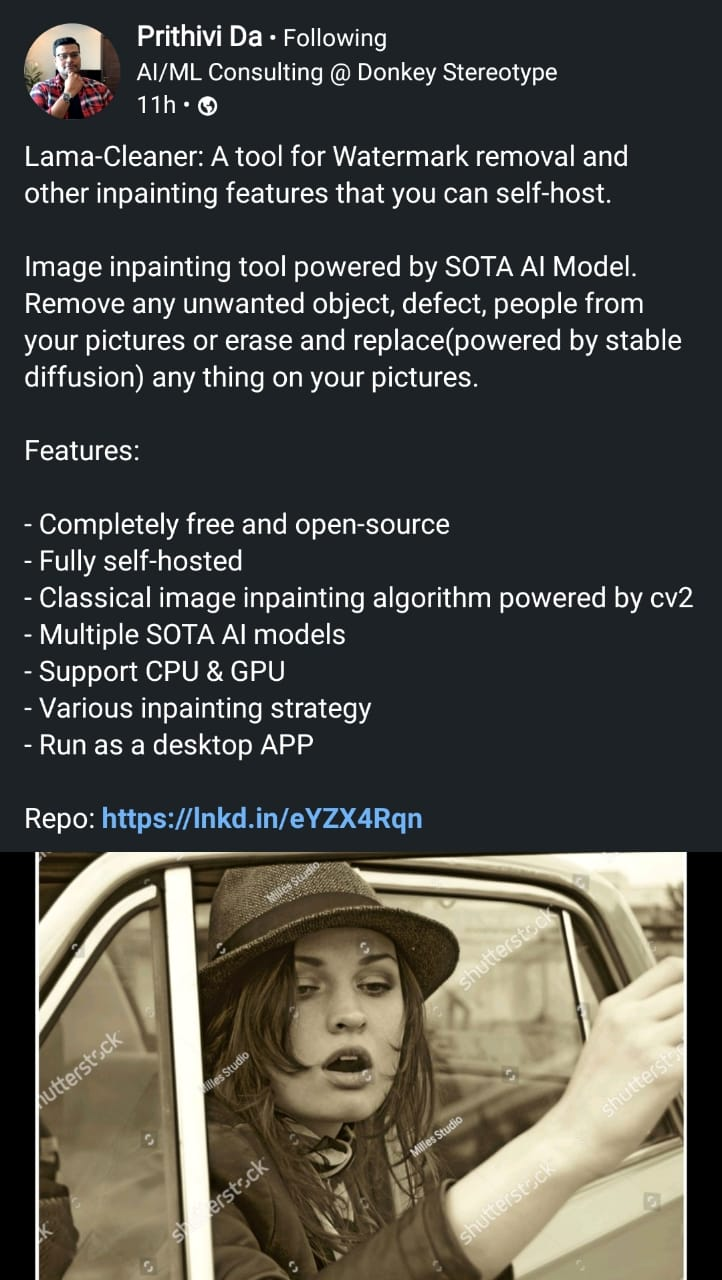 Prithivi Da • Following
AI/ML Consulting @ Donkey Stereotype
11h •
Lama-Cleaner: A tool for Watermark removal and
other inpainting features that you can self-host.
Image inpainting tool powered by SOTA AI Model.
Remove any unwanted object, defect, people from
your pictures or erase and replace(powered by stable
diffusion) any thing on your pictures.
Features:
- Completely free and open-source
- Fully self-hosted
- Classical image inpainting algorithm powered by cv2
- Multiple SOTA AI models
- Support CPU & GPU
- Various inpainting strategy
- Run as a desktop APP
Repo: https://lnkd.in/eYZX4Rqn
Milles Studio
shutterstock
utterstock
Milles Studio
shutterst
Milles Studio
shutterstock
shutterstock